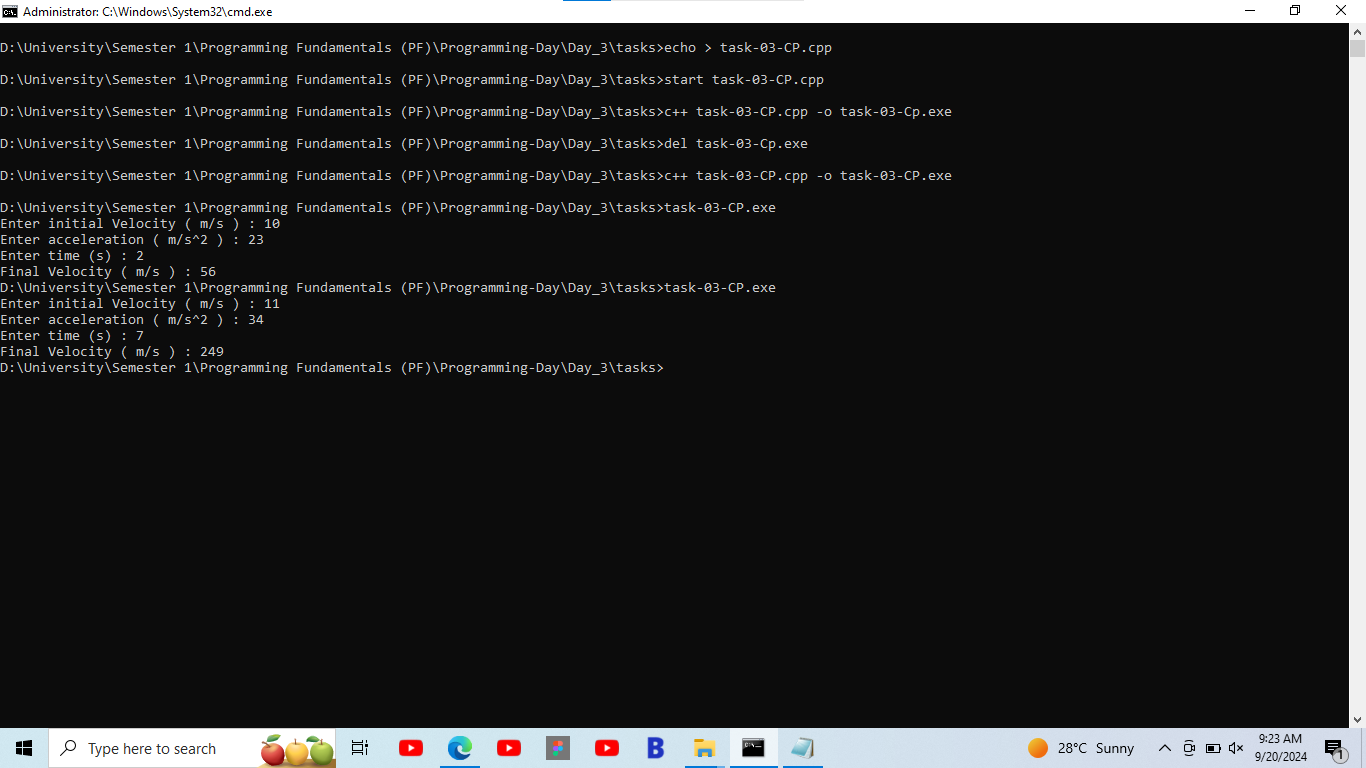 Administrator: C:\Windows\System32\cmd.exe
D:\University\Semester 1\Programming Fundamentals (PF)\Programming-Day\Day_3\tasks>echo > task-03-CP.cpp
D:\University\Semester 1\Programming Fundamentals (PF)\Programming-Day\Day_3\tasks>start task-03-CP.cpp
D:\University\Semester 1\Programming Fundamentals (PF)\Programming-Day\Day_3\tasks>c++ task-03-CP.cpp -o task-03-Cp.exe
D:\University\Semester 1\Programming Fundamentals (PF)\Programming-Day\Day_3\tasks>del task-03-Cp.exe
D:\University\Semester 1\Programming Fundamentals (PF)\Programming-Day\Day_3\tasks>c++ task-03-CP.cpp -o task-03-CP.exe
D:\University\Semester 1\Programming Fundamentals (PF)\Programming-Day\Day_3\tasks>task-03-CP.exe
Enter initial Velocity ( m/s ) : 10
Enter acceleration ( m/s^2 ) : 23
Enter time (s) : 2
Final Velocity ( m/s ) : 56
D:\University\Semester 1\Programming Fundamentals (PF)\Programming-Day\Day_3\tasks>task-03-CP.exe
Enter initial Velocity ( m/s ) : 11
Enter acceleration ( m/s^2 ) : 34
Enter time (s) : 7
Final Velocity ( m/s ) : 249
D:\University\Semester 1\Programming Fundamentals (PF)\Programming-Day\Day_3\tasks>
Type here to search
B
28°C Sunny
9:23 AM
9/20/2024
1